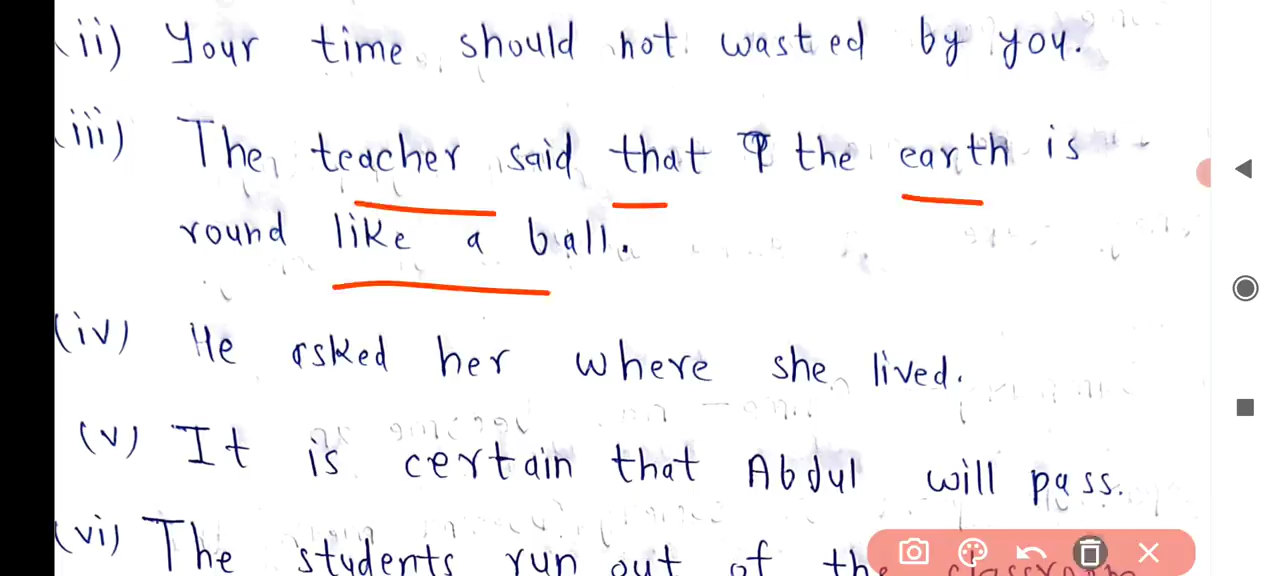 (ii) Your time should not wasted by you.
(iii) The teacher said that the earth is
round like a ball.
(iv) He asked her where she lived.
(v) It is certain that Abdul will pass.
(vi) The students run out of the classroom